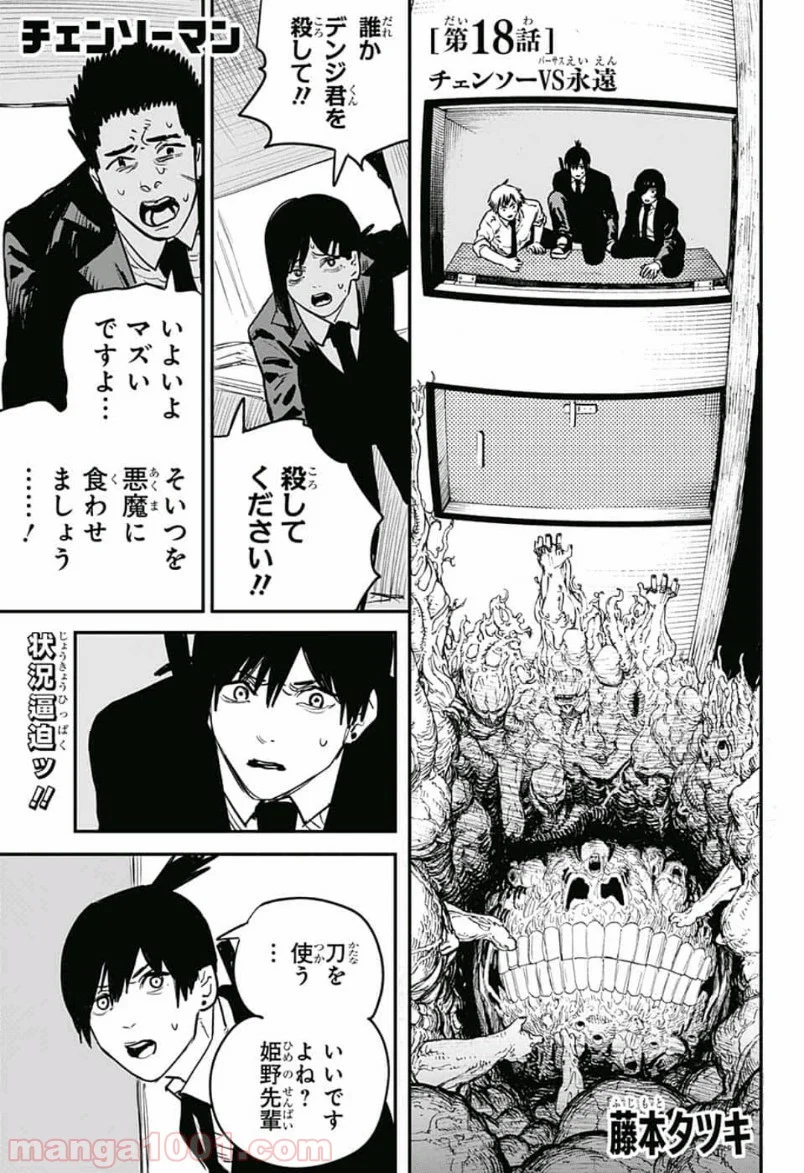 [第18話]
チェンソーVS永遠
藤本タツキ
チェンソーマン
誰か
デンジ君を
殺して!!
殺して
ください!!
いよいよ
マズい
ですよ…
そいつを
悪魔に
食わせ
ましょう
……!
状況逼迫ッ!!
刀を
使う
…
いいです
よね?
姫野先輩
manga1001.com